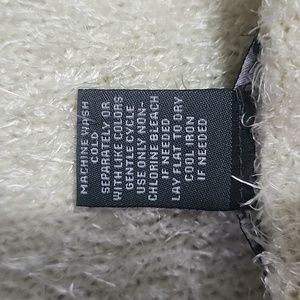 MACHINE WASH
COLD
SEPARATELY OR
WITH LIKE COLORS
GENTLE CYCLE
USE ONLY NON-
CHLORINE BLEACH
IF NEEDED
LAY FLAT TO DRY
COOL IRON
IF NEEDED